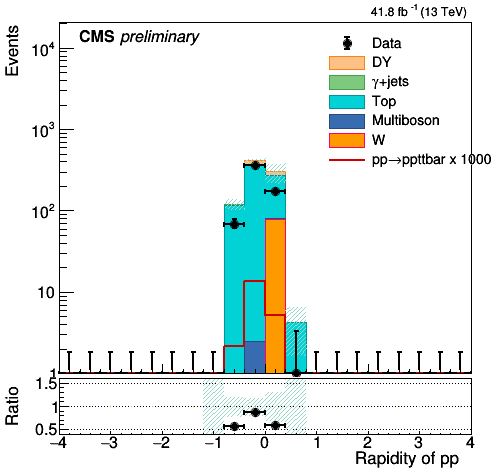 41.8 fb⁻¹ (13 TeV)
CMS preliminary
Events
10⁴
10³
10²
10
1
Data
DY
γ+jets
Top
Multiboson
W
pp→ppttbar x 1000
Ratio
1.5
1
0.5
−4 −3 −2 −1 0 1 2 3 4
Rapidity of pp